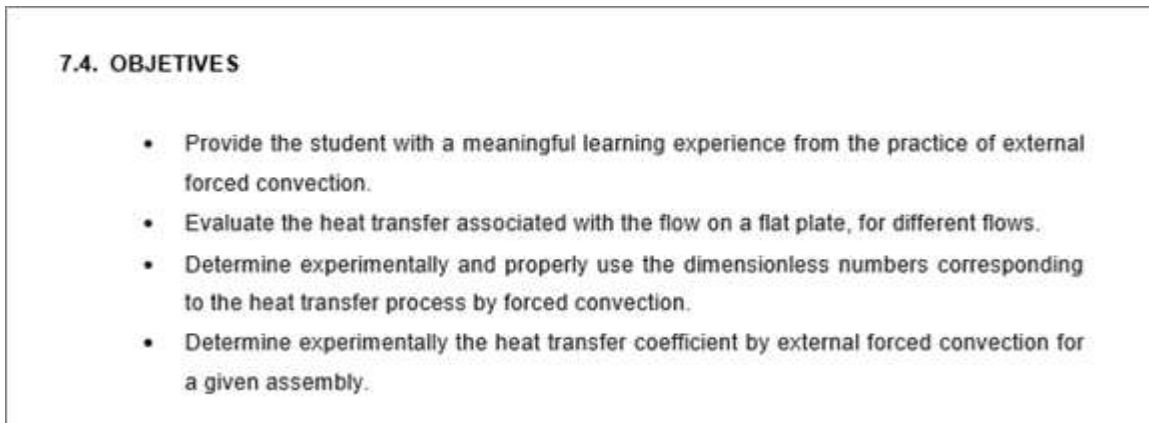 7.4. OBJETIVES
• Provide the student with a meaningful learning experience from the practice of external
forced convection.
• Evaluate the heat transfer associated with the flow on a flat plate, for different flows.
• Determine experimentally and properly use the dimensionless numbers corresponding
to the heat transfer process by forced convection.
• Determine experimentally the heat transfer coefficient by external forced convection for
a given assembly.